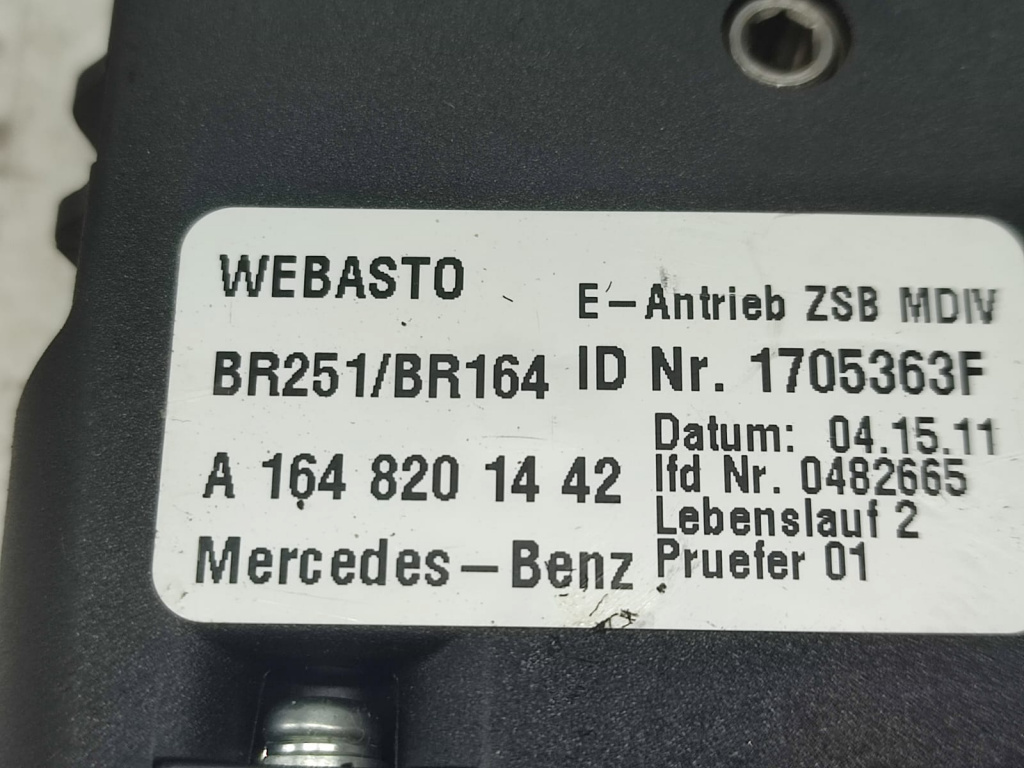 WEBASTO
E-Antrieb ZSB MDIV
BR251/BR164
ID Nr. 1705363F
Datum: 04.15.11
A 164 820 14 42
lfd Nr. 0482665
Lebenslauf 2
Mercedes-Benz
Pruefer 01